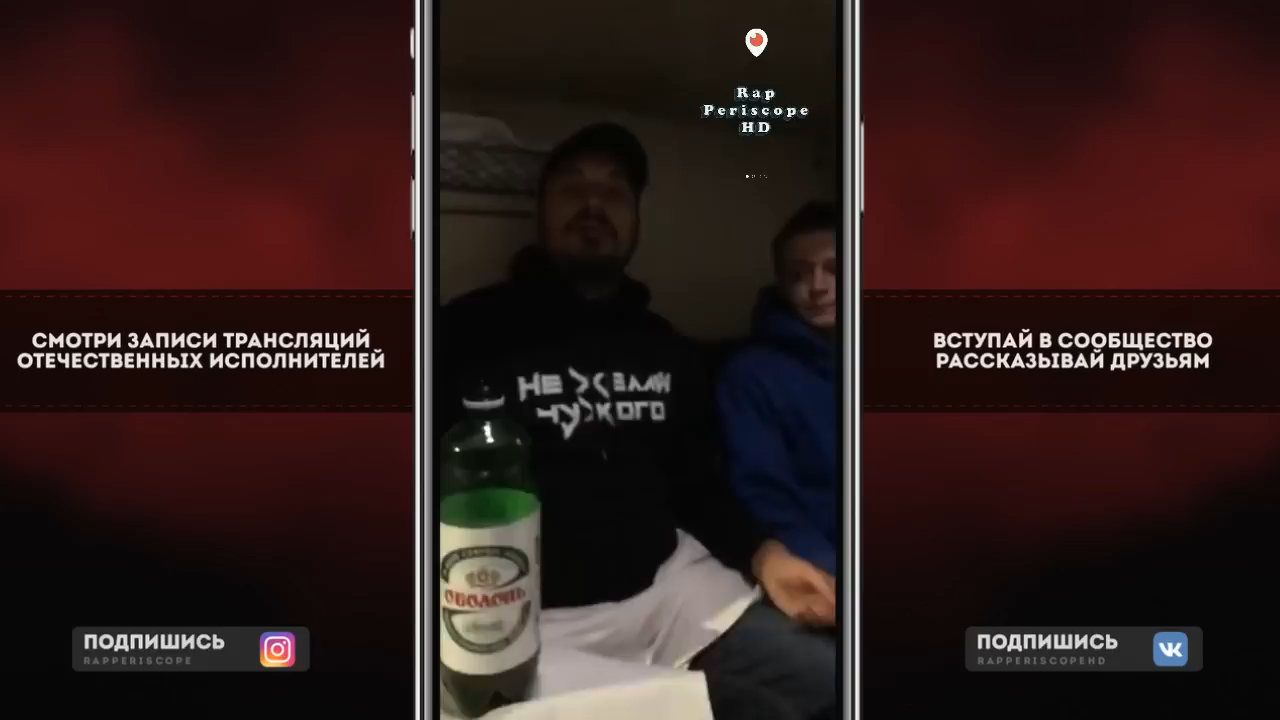 Rap
Periscope
HD
СМОТРИ ЗАПИСИ ТРАНСЛЯЦИЙ
ОТЕЧЕСТВЕННЫХ ИСПОЛНИТЕЛЕЙ
ВСТУПАЙ В СООБЩЕСТВО
РАССКАЗЫВАЙ ДРУЗЬЯМ
НЕ ЖЕЛАЙ
ЧУЖОГО
ОБОЛОНЬ
ПОДПИШИСЬ
RAPPERISCOPE
ПОДПИШИСЬ
RAPPERISCOPEHD